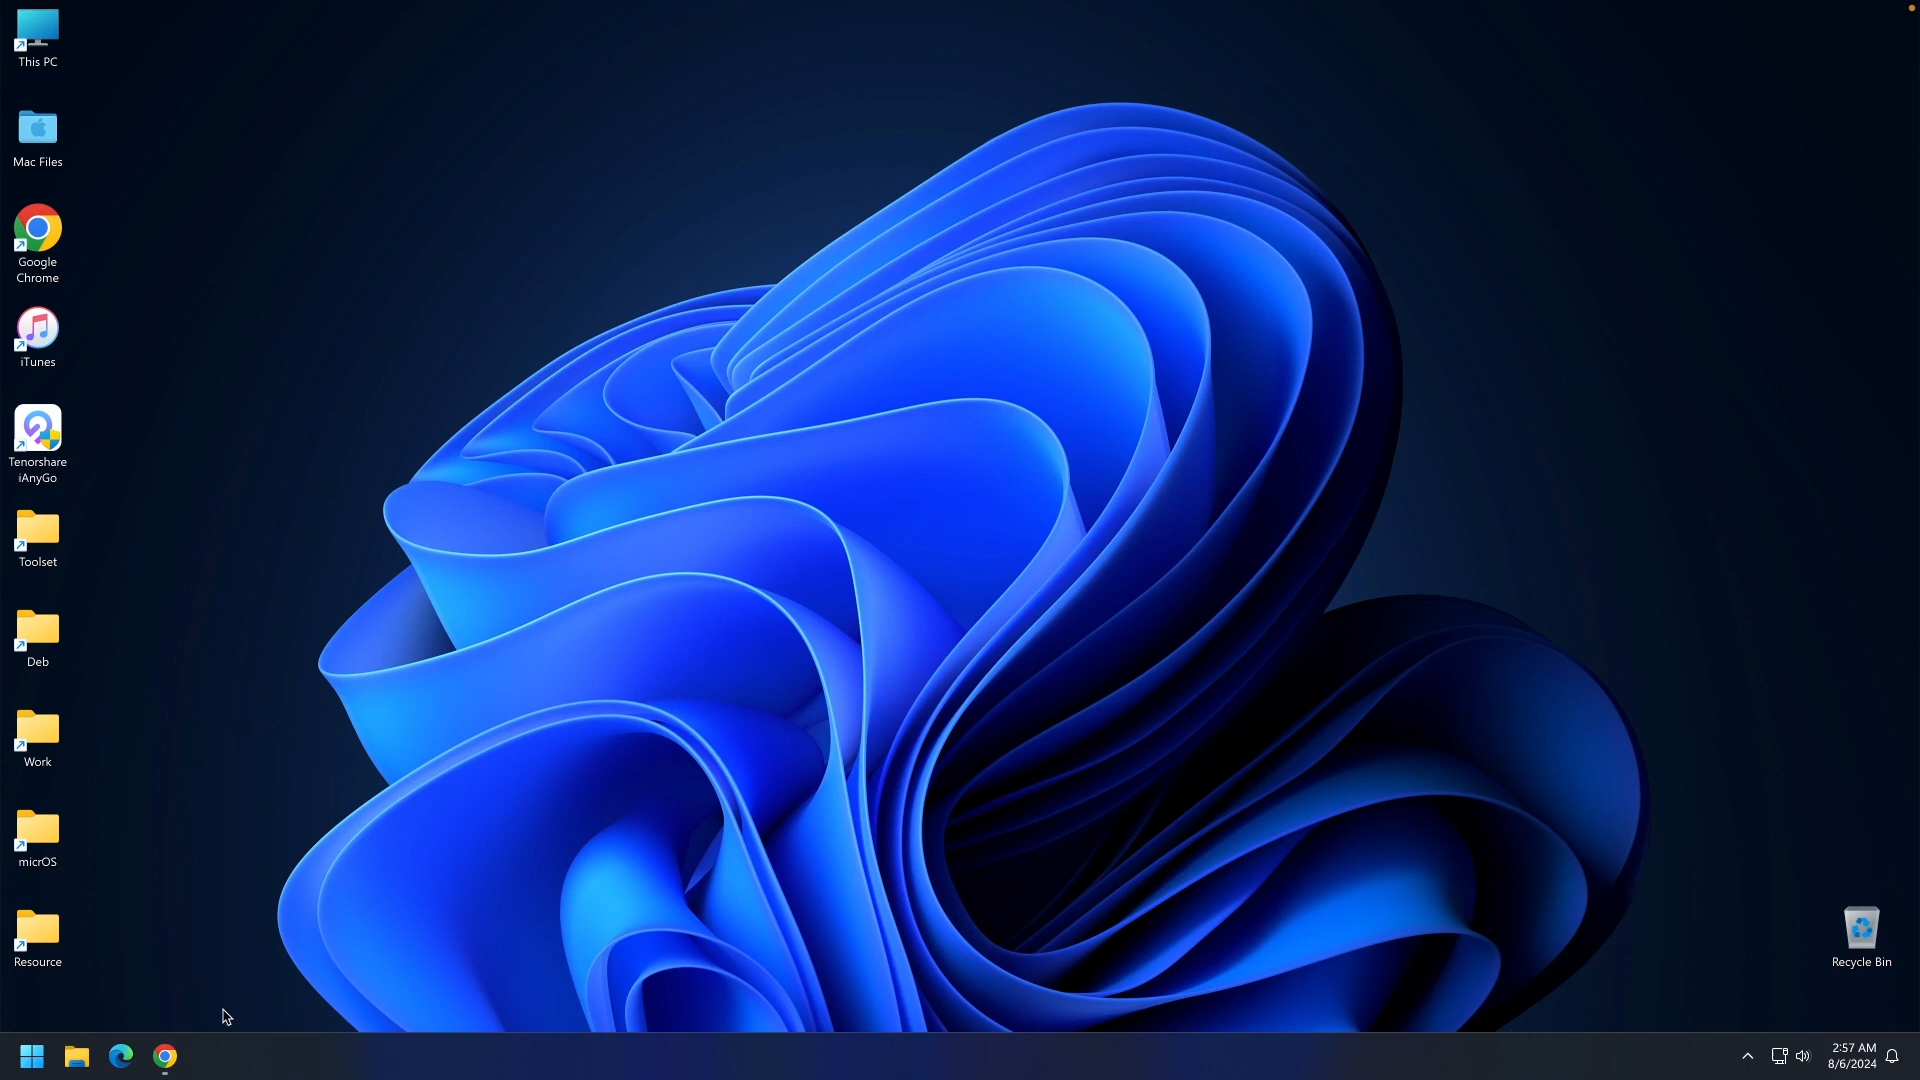 This PC
Mac Files
Google
Chrome
iTunes
Tenorshare
iAnyGo
Toolset
Deb
Work
micrOS
Resource
Recycle Bin
2:57 AM
8/6/2024